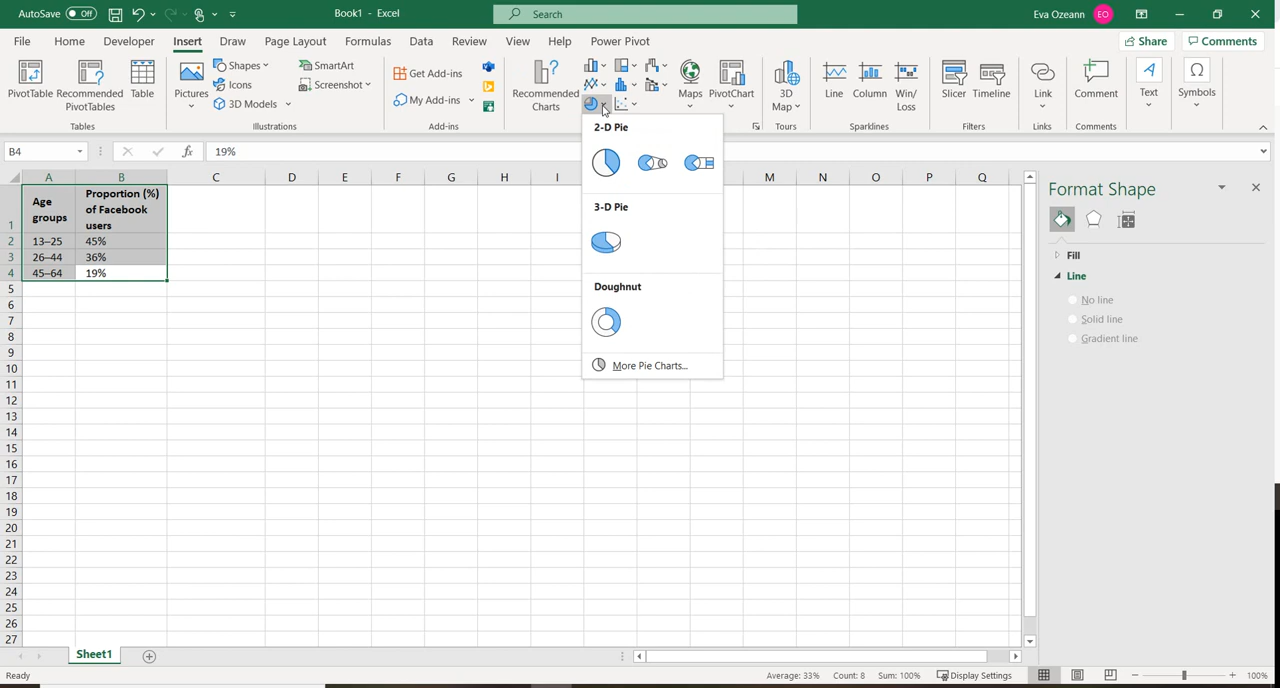 AutoSave Off Book1 - Excel Search Eva Ozeann EO
File Home Developer Insert Draw Page Layout Formulas Data Review View Help Power Pivot Share Comments
PivotTable Recommended PivotTables Table Pictures Shapes Icons 3D Models SmartArt Screenshot Get Add-ins My Add-ins Recommended Charts Maps PivotChart 3D Map Line Column Win/Loss Slicer Timeline Link Comment Text Symbols
Tables Illustrations Add-ins Tours Sparklines Filters Links Comments
B4 fx 19%
2-D Pie
3-D Pie
Doughnut
More Pie Charts...
A B C D E F G H I M N O P Q
1 Age groups Proportion (%) of Facebook users
2 13–25 45%
3 26–44 36%
4 45–64 19%
5
6
7
8
9
10
11
12
13
14
15
16
17
18
19
20
21
22
23
24
25
26
27
Format Shape
Fill
Line
No line
Solid line
Gradient line
Sheet1
Ready Average: 33% Count: 8 Sum: 100% Display Settings 100%